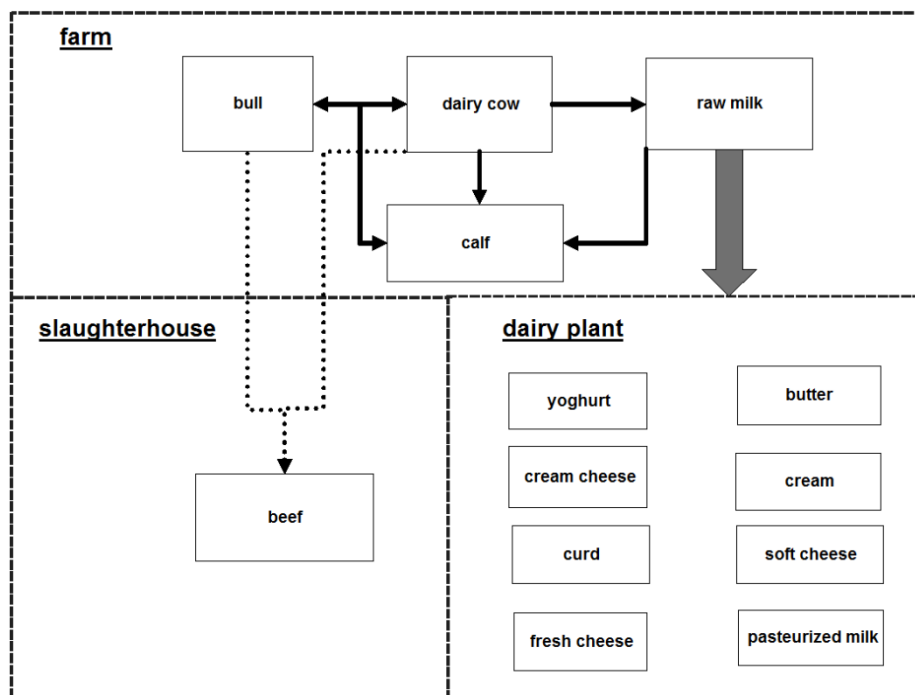 farm
bull
dairy cow
raw milk
calf
slaughterhouse
beef
dairy plant
yoghurt
butter
cream cheese
cream
curd
soft cheese
fresh cheese
pasteurized milk